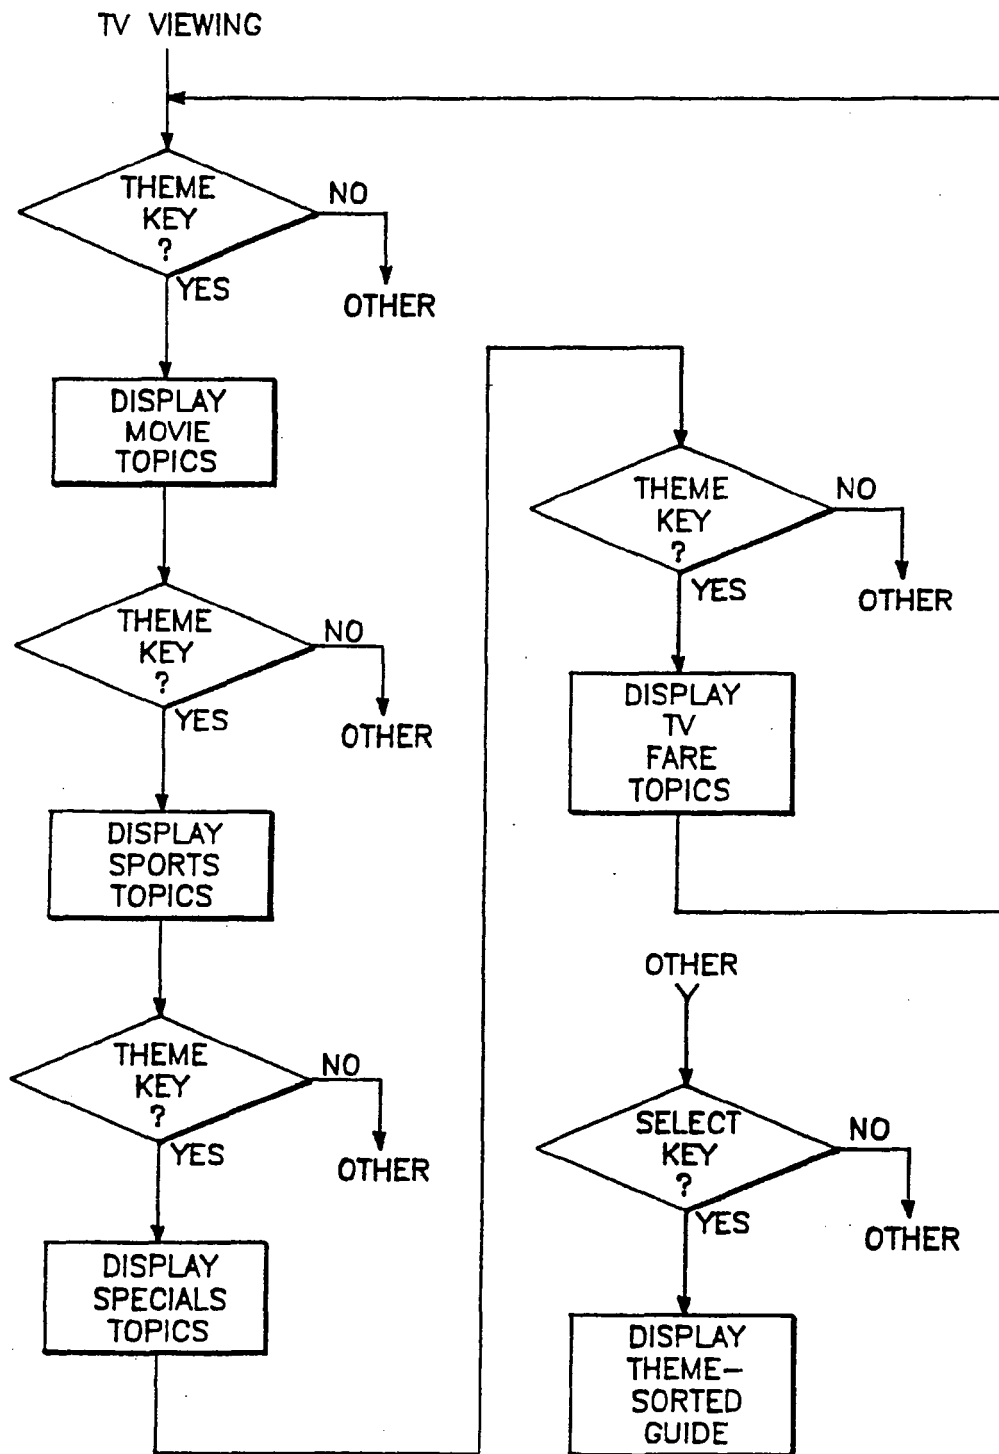 TV VIEWING
THEME
KEY
?
NO
YES
OTHER
DISPLAY
MOVIE
TOPICS
THEME
KEY
?
NO
YES
OTHER
DISPLAY
SPORTS
TOPICS
THEME
KEY
?
NO
YES
OTHER
DISPLAY
SPECIALS
TOPICS
THEME
KEY
?
NO
YES
OTHER
DISPLAY
TV
FARE
TOPICS
OTHER
SELECT
KEY
?
NO
YES
OTHER
DISPLAY
THEME-
SORTED
GUIDE